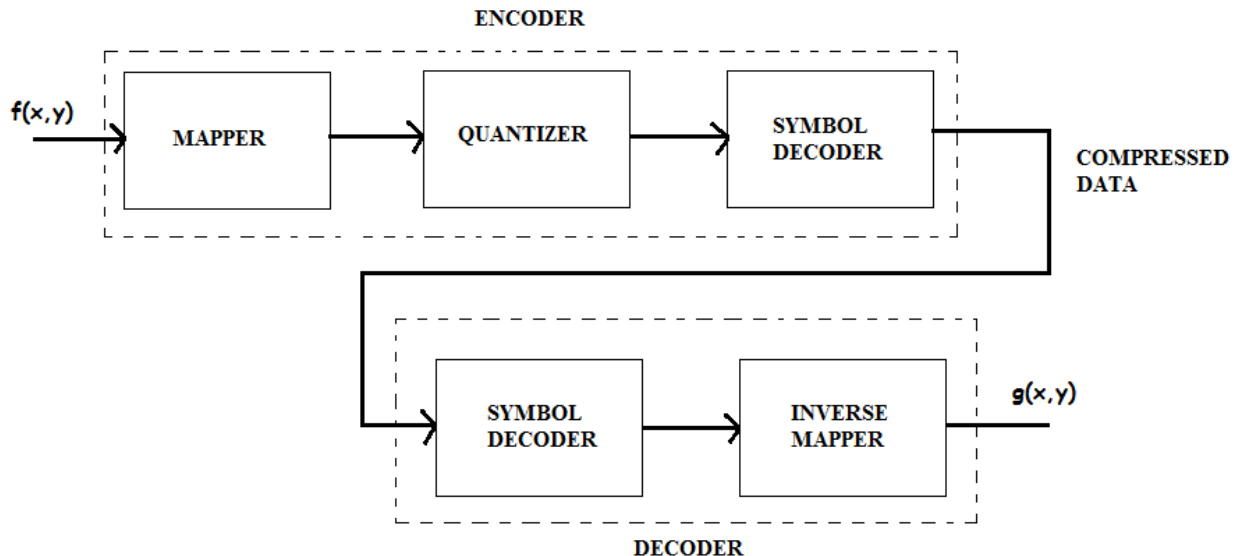 ENCODER
f(x,y)
MAPPER
QUANTIZER
SYMBOL
DECODER
COMPRESSED
DATA
SYMBOL
DECODER
INVERSE
MAPPER
g(x,y)
DECODER